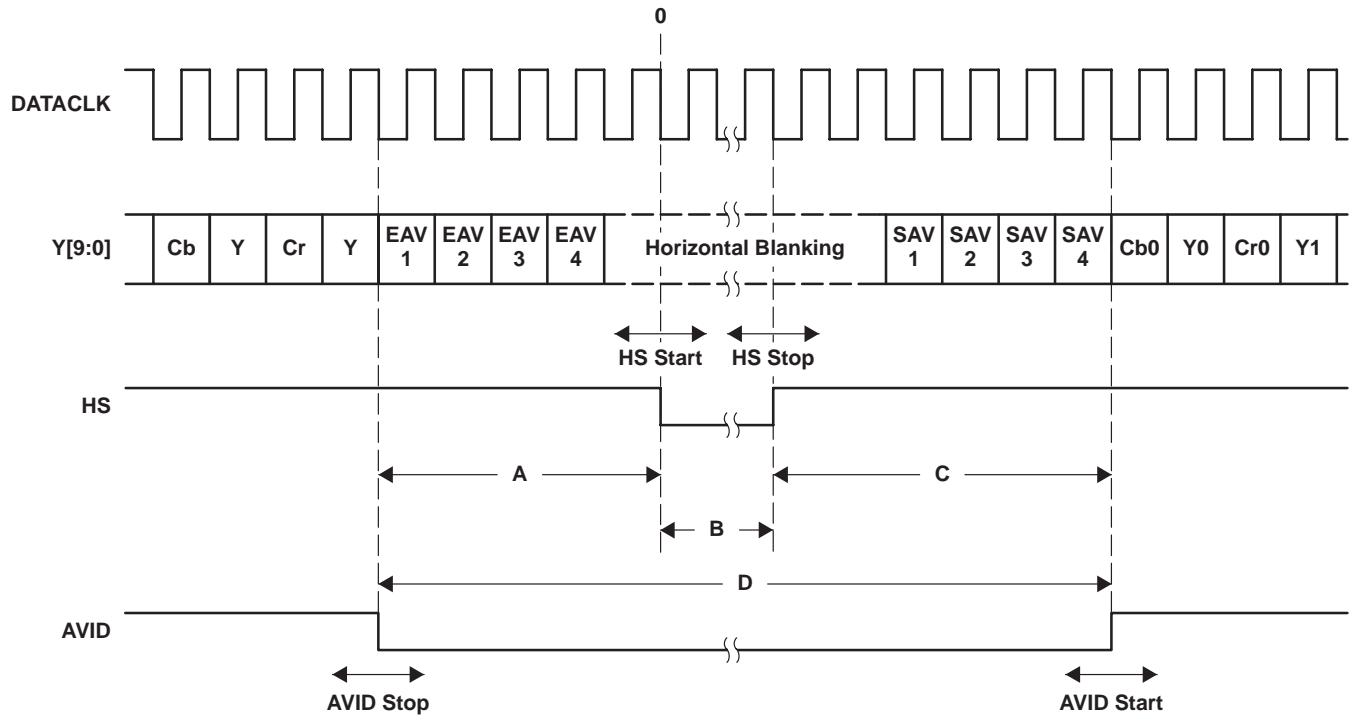 0
DATACLK
Y[9:0]
Cb Y Cr Y EAV 1 EAV 2 EAV 3 EAV 4 Horizontal Blanking SAV 1 SAV 2 SAV 3 SAV 4 Cb0 Y0 Cr0 Y1
HS Start HS Stop
HS
A C
B
D
AVID
AVID Stop AVID Start